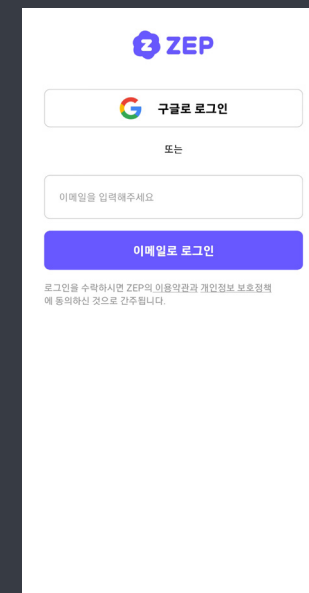 ZEP
구글로 로그인
또는
이메일을 입력해주세요
이메일로 로그인
로그인을 수락하시면 ZEP의 이용약관과 개인정보 보호정책
에 동의하신 것으로 간주됩니다.